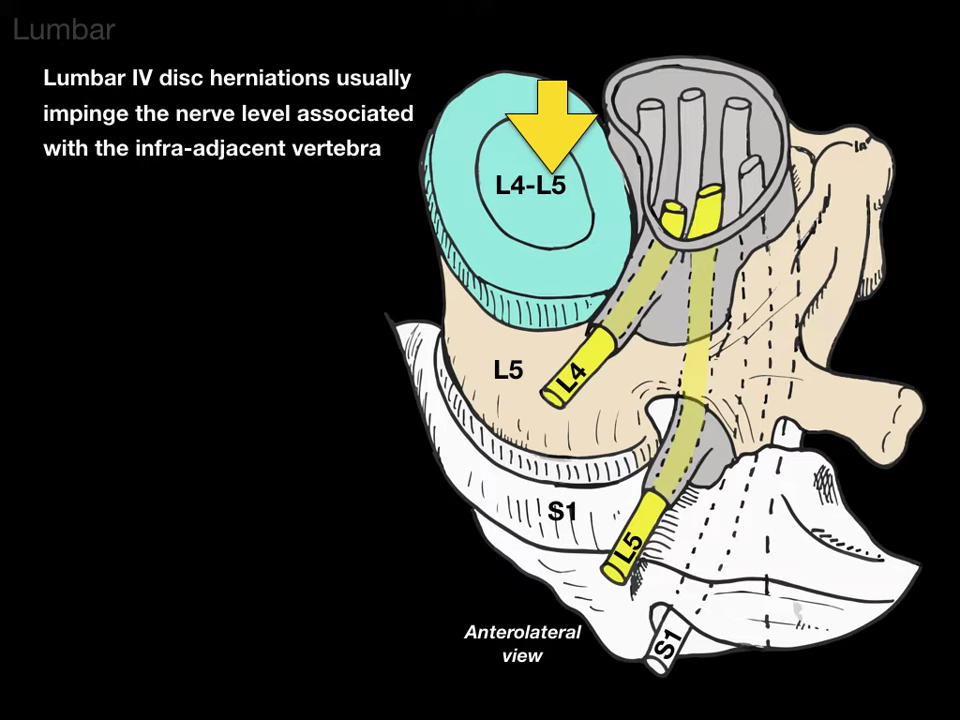 Lumbar
Lumbar IV disc herniations usually
impinge the nerve level associated
with the infra-adjacent vertebra
L4-L5
L5
L4
S1
L5
Anterolateral
view
S1